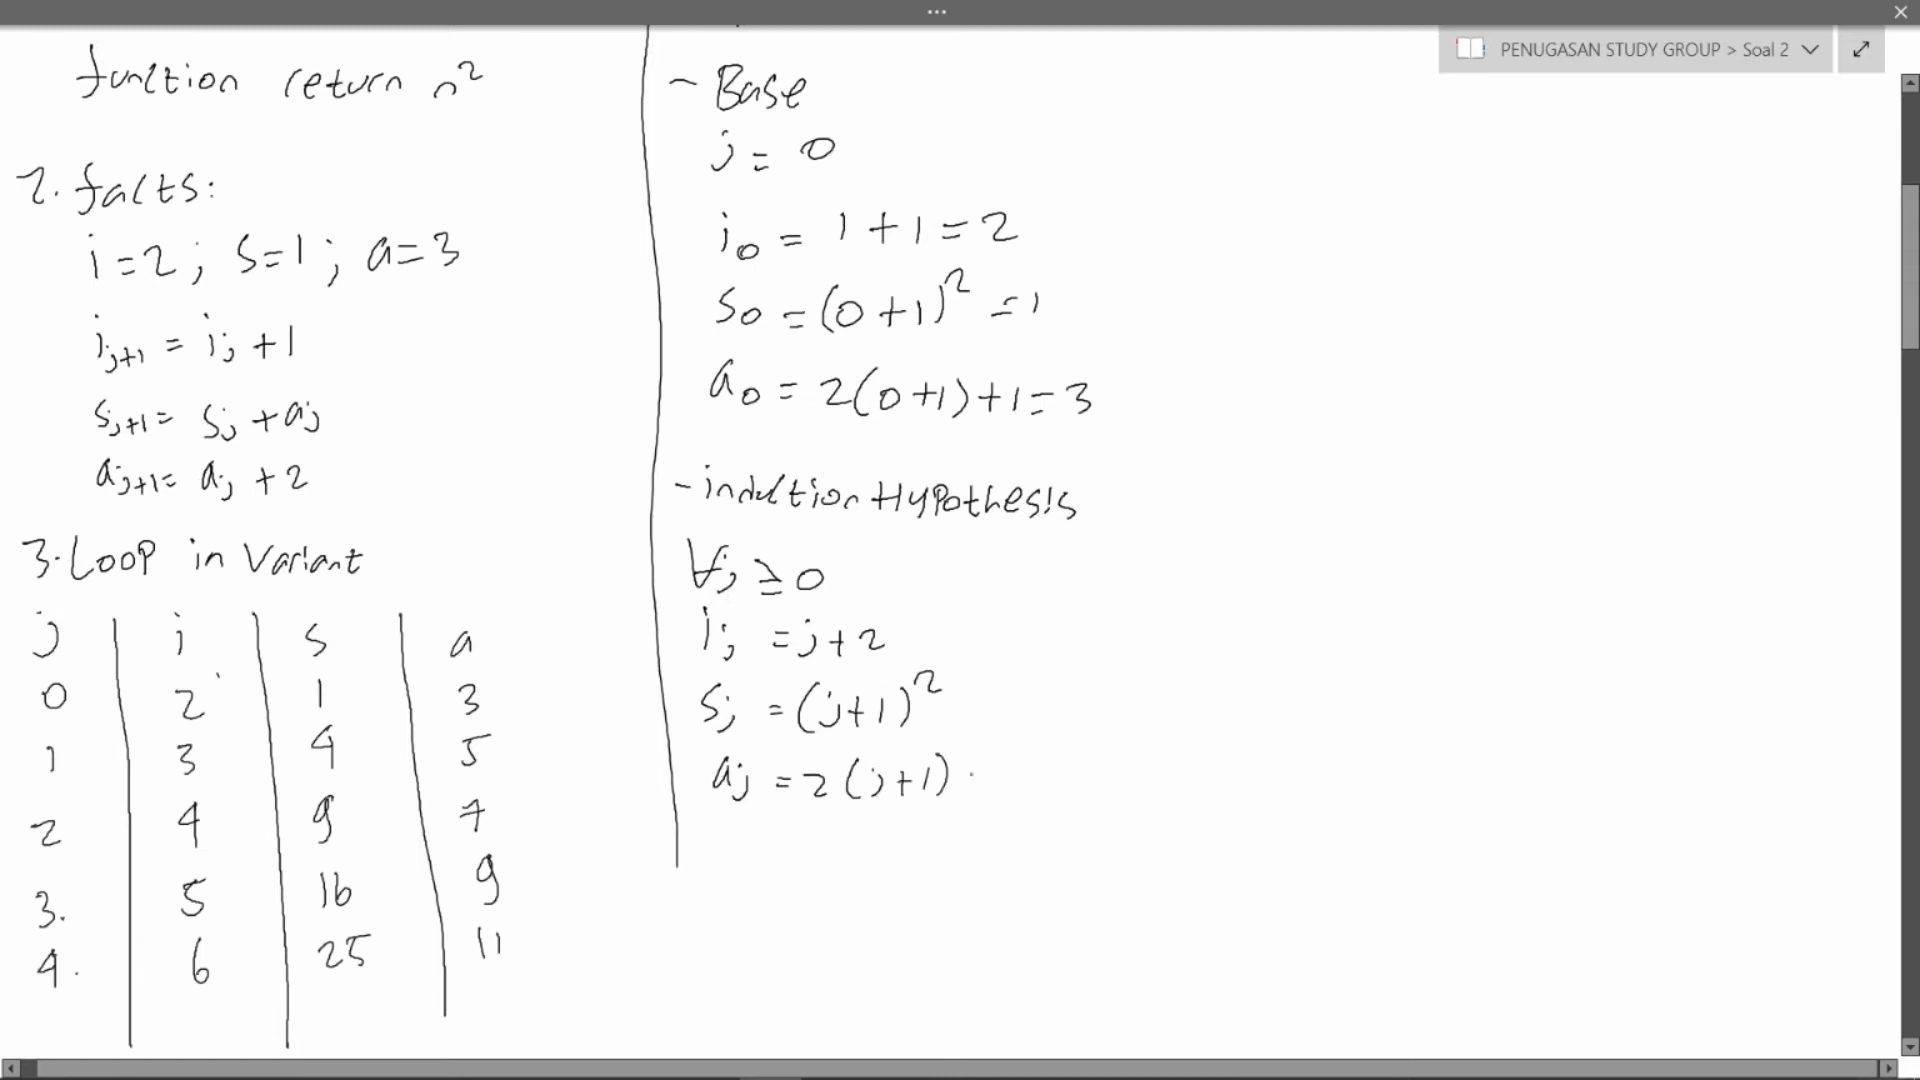 PENUGASAN STUDY GROUP > Soal 2
function return n²
2. facts:
i=2; s=1; a=3
i_{j+1} = i_j + 1
s_{j+1} = s_j + a_j
a_{j+1} = a_j + 2
3. Loop in Variant
j | i | s | a
0 | 2 | 1 | 3
1 | 3 | 4 | 5
2 | 4 | 9 | 7
3. | 5 | 16 | 9
4. | 6 | 25 | 11
- Base
j = 0
i_0 = 1+1=2
s_0 = (0+1)² = 1
a_0 = 2(0+1)+1=3
- induction Hypothesis
∀j ≥ 0
i_j = j+2
s_j = (j+1)²
a_j = 2(j+1)